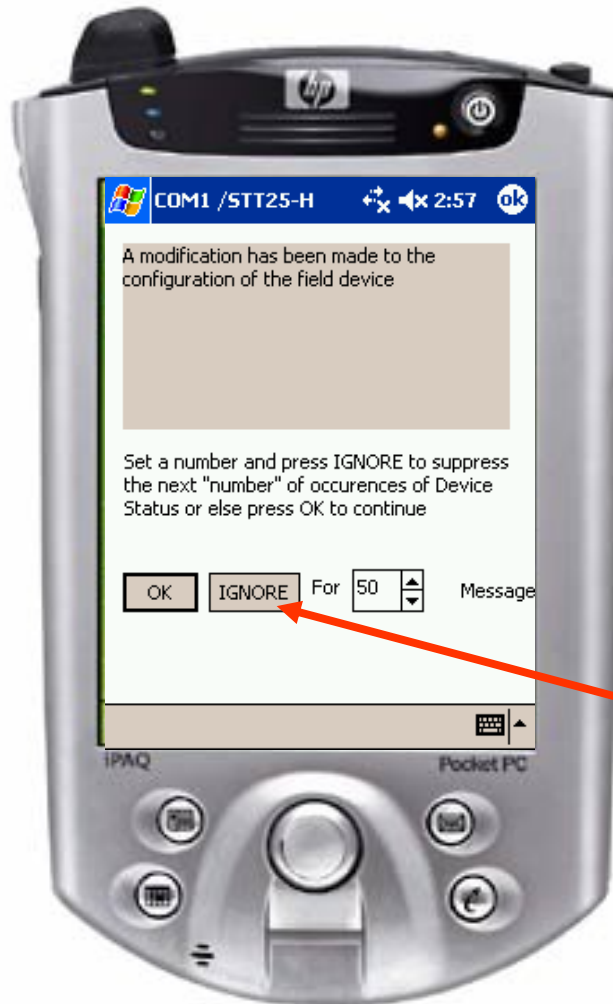 hp
COM1 /STT25-H 2:57 ok
A modification has been made to the
configuration of the field device
Set a number and press IGNORE to suppress
the next "number" of occurences of Device
Status or else press OK to continue
OK IGNORE For 50 Message
iPAQ Pocket PC